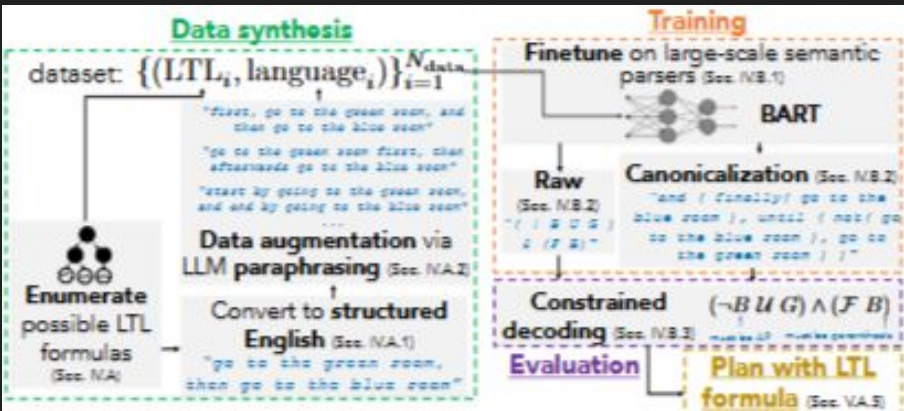 Data synthesis
dataset: {(LTL_i, language_i)}_{i=1}^{N_data}
"first, go to the green room, and
then go to the blue room"
"go to the green room first, then
afterwards go to the blue room"
"start by going to the green room,
and end by going to the blue room"
...
Data augmentation via
LLM paraphrasing (Sec. IV.A.2)
Enumerate
possible LTL
formulas
(Sec. IV.A)
Convert to structured
English (Sec. IV.A.1)
"go to the green room,
then go to the blue room"
Training
Finetune on large-scale semantic
parsers (Sec. IV.B.1)
BART
Raw
(Sec. IV.B.2)
Canonicalization (Sec. IV.B.2)
"and ( finally( go to the
blue room ), until ( not( go
to the blue room ), go to
the green room ) )"
Constrained
decoding (Sec. IV.B.3)
(¬B U G) ∧ (F B)
Evaluation
Plan with LTL
formula (Sec. V.A.5)